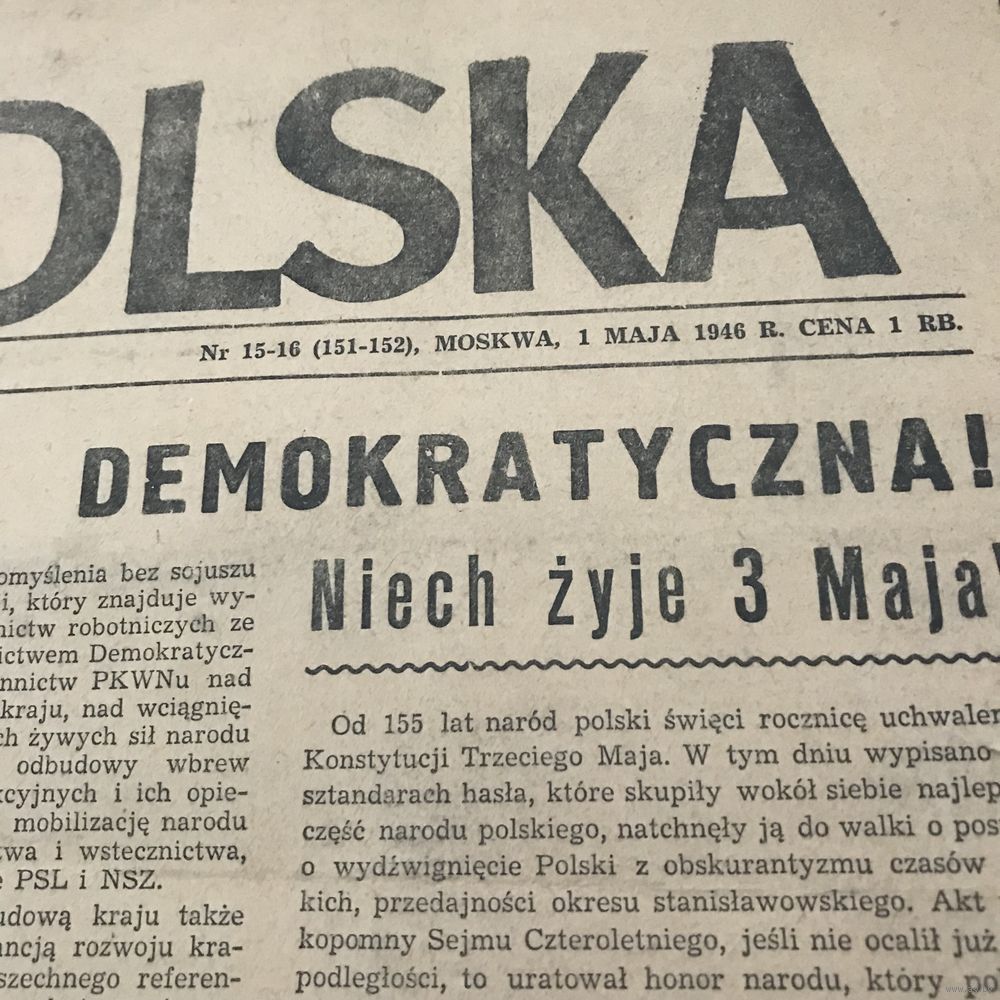 OLSKA
Nr 15-16 (151-152), MOSKWA, 1 MAJA 1946 R. CENA 1 RB.
DEMOKRATYCZNA!
omyślenia bez sojuszu
i, który znajduje wy-
nictw robotniczych ze
ictwem Demokratycz-
nnictw PKWNu nad
kraju, nad wciągnię-
ch żywych sił narodu
odbudowy wbrew
kcyjnych i ich opie-
mobilizację narodu
twa i wstecznictwa,
e PSL i NSZ.
udową kraju także
ancją rozwoju kra-
szechnego referen-
Niech żyje 3 Maja!
Od 155 lat naród polski święci rocznicę uchwalen
Konstytucji Trzeciego Maja. W tym dniu wypisano
sztandarach hasła, które skupiły wokół siebie najlep
część narodu polskiego, natchnęły ją do walki o pos
o wydźwignięcie Polski z obskurantyzmu czasów
kich, przedajności okresu stanisławowskiego. Akt
kopomny Sejmu Czteroletniego, jeśli nie ocalił już
podległości, to uratował honor narodu, który po